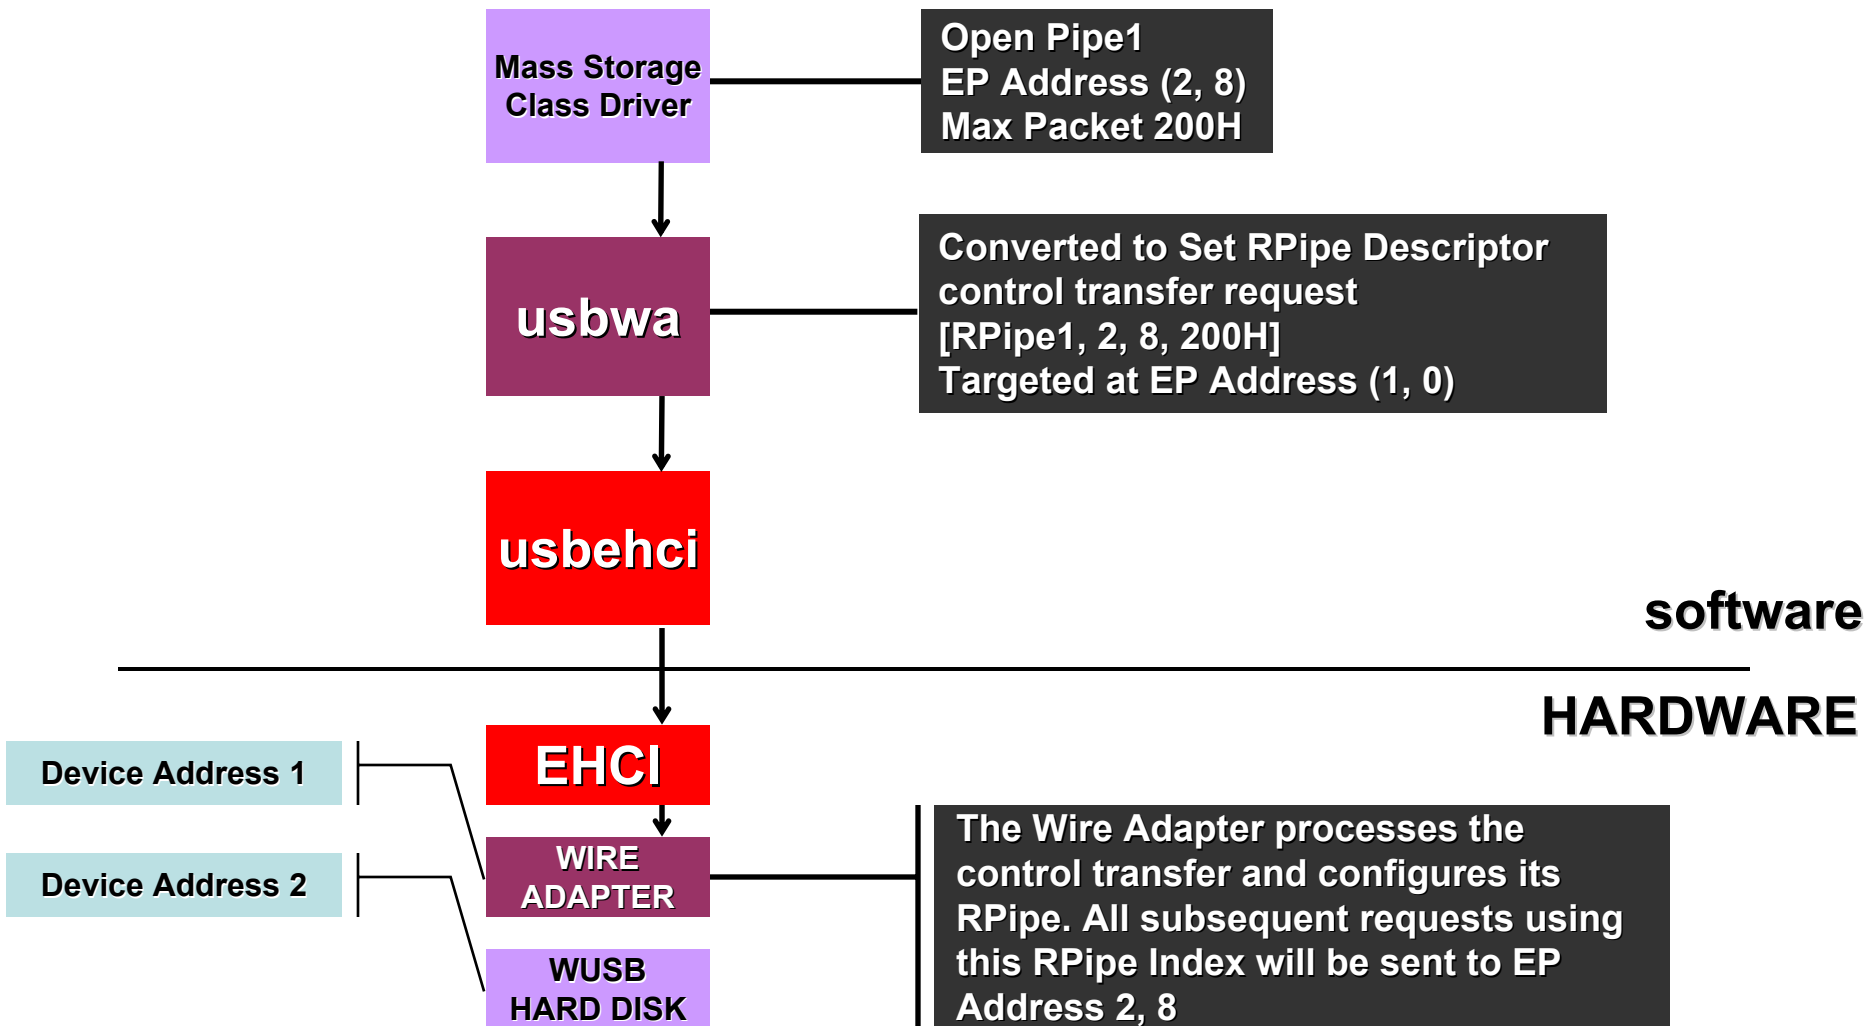 Mass Storage
Class Driver
Open Pipe1
EP Address (2, 8)
Max Packet 200H
usbwa
Converted to Set RPipe Descriptor
control transfer request
[RPipe1, 2, 8, 200H]
Targeted at EP Address (1, 0)
usbehci
software
HARDWARE
EHCI
Device Address 1
WIRE
ADAPTER
Device Address 2
WUSB
HARD DISK
The Wire Adapter processes the
control transfer and configures its
RPipe. All subsequent requests using
this RPipe Index will be sent to EP
Address 2, 8